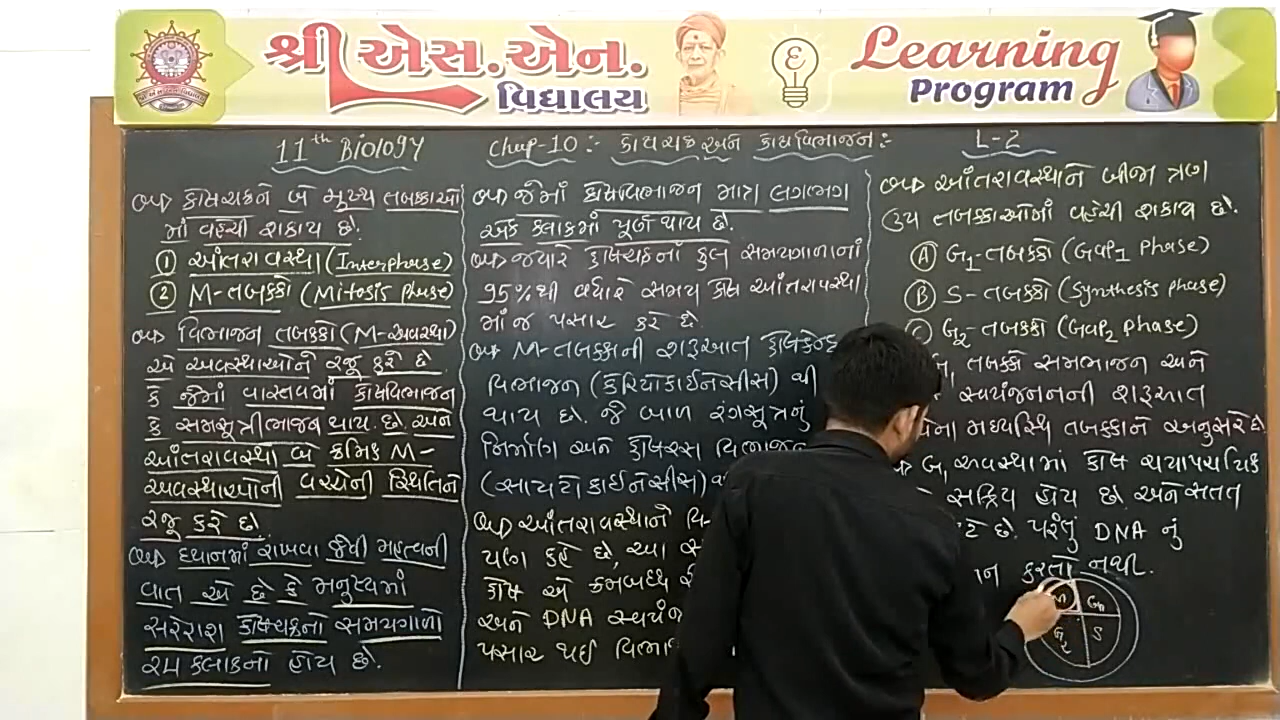 શ્રી એસ. એન.
વિદ્યાલય
Learning
Program
11th Biology
Chap-10 :- કોષચક્ર અને કોષવિભાજન:-
L-2
કોષચક્રને બે મુખ્ય તબક્કાઓ
માં વહેંચી શકાય છે.
① આંતરાવસ્થા (Interphase)
② M-તબક્કો (Mitosis phase)
વિભાજન તબક્કો (M-અવસ્થા)
એ અવસ્થાઓને રજૂ કરે છે
કે જેમાં વાસ્તવમાં કોષવિભાજન
કે સમસૂત્રીભાજન થાય છે. અને
આંતરાવસ્થા બે ક્રમિક M-
અવસ્થાઓની વચ્ચેની સ્થિતિને
રજૂ કરે છે.
ધ્યાનમાં રાખવા જેવી મહત્વની
વાત એ છે કે મનુષ્યમાં
સરેરાશ કોષચક્રનો સમયગાળો
૨૪ કલાકનો હોય છે.
જેમાં કોષવિભાજન માત્ર લગભગ
એક કલાકમાં પૂર્ણ થાય છે.
જ્યારે કોષચક્રનાં કુલ સમયગાળાનાં
95% થી વધારે સમય કોષ આંતરાવસ્થા
માં જ પસાર કરે છે.
M-તબક્કાની શરૂઆત કોષકેન્દ્ર
વિભાજન (કેરિયોકાઈનેસીસ) થી
થાય છે. જે બાળ રંગસૂત્રનું
નિર્માણ અને કોષરસ વિભાજન
(સાયટોકાઈનેસીસ)
આંતરાવસ્થાને વિ-
કહે છે, આ
કોષ એ ક્રમબધ્ધ
અને DNA સ્વયંજ
પસાર થઈ વિભા
આંતરાવસ્થાને બીજા ત્રણ
ઉપ તબક્કાઓમાં વહેંચી શકાય છે.
Ⓐ G1-તબક્કો (Gap1 phase)
Ⓑ S-તબક્કો (Synthesis phase)
Ⓒ G2-તબક્કો (Gap2 phase)
તબક્કો સમભાજન અને
સ્વયંજનનની શરૂઆત
મધ્યસ્થિ તબક્કાને અનુસરે છે.
G1 અવસ્થામાં કોષ ચયાપચયિક
સક્રિય હોય છે. અને સતત
છે. પરંતુ DNA નું
કરતો નથી.
G1
G2
S